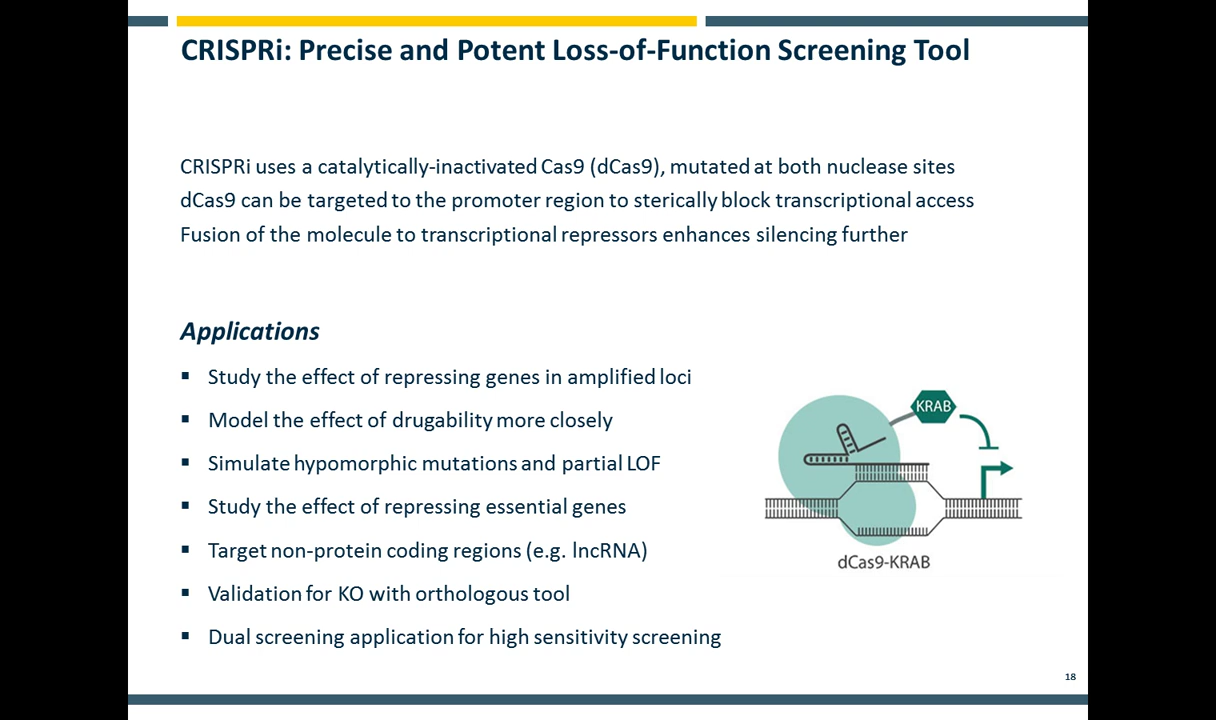 CRISPRi: Precise and Potent Loss-of-Function Screening Tool
CRISPRi uses a catalytically-inactivated Cas9 (dCas9), mutated at both nuclease sites
dCas9 can be targeted to the promoter region to sterically block transcriptional access
Fusion of the molecule to transcriptional repressors enhances silencing further
Applications
▪ Study the effect of repressing genes in amplified loci
▪ Model the effect of drugability more closely
▪ Simulate hypomorphic mutations and partial LOF
▪ Study the effect of repressing essential genes
▪ Target non-protein coding regions (e.g. lncRNA)
▪ Validation for KO with orthologous tool
▪ Dual screening application for high sensitivity screening
KRAB
dCas9-KRAB
18